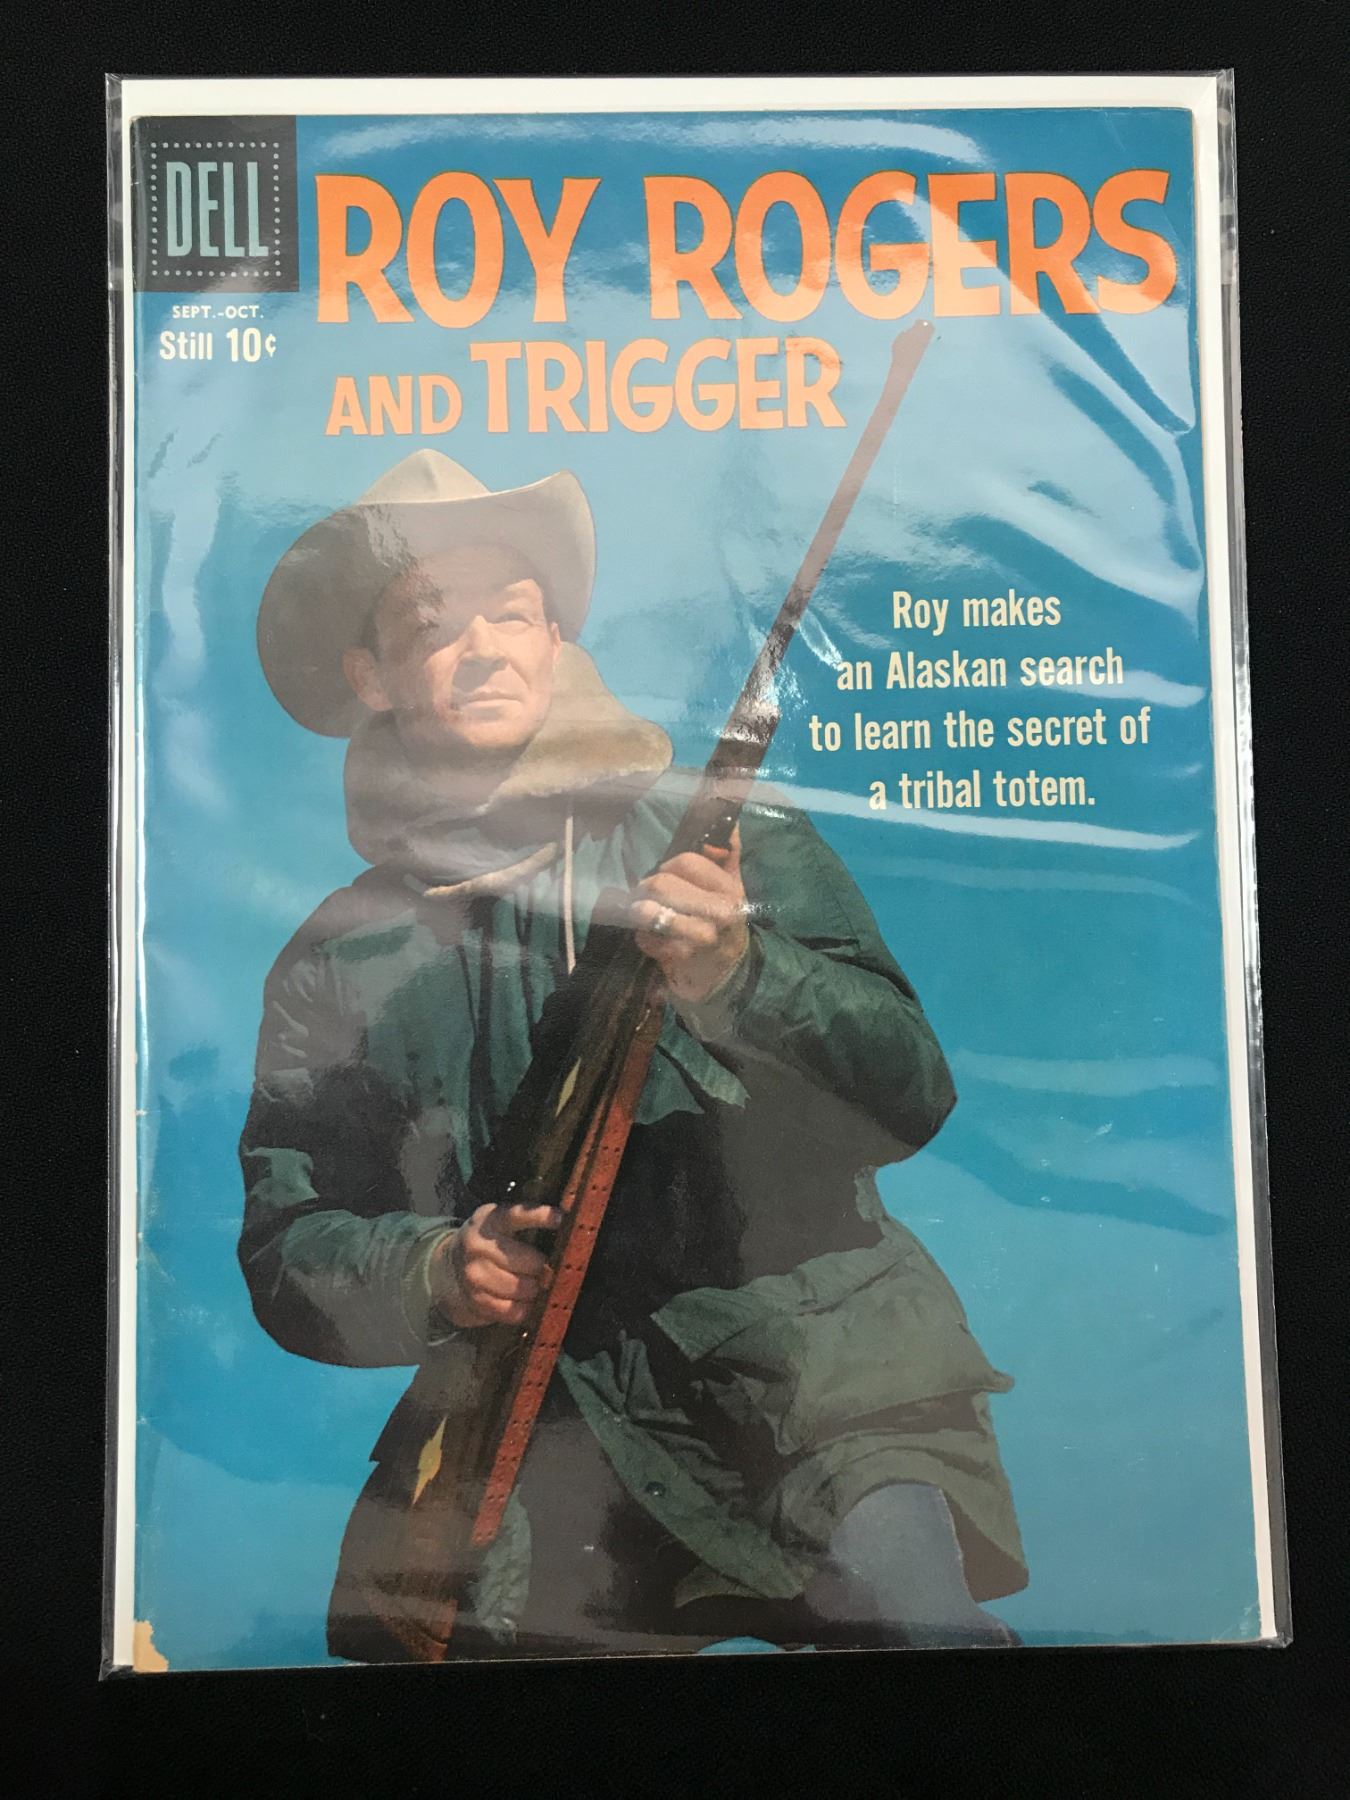 DELL
SEPT.-OCT.
Still 10¢
ROY ROGERS
AND TRIGGER
Roy makes
an Alaskan search
to learn the secret of
a tribal totem.